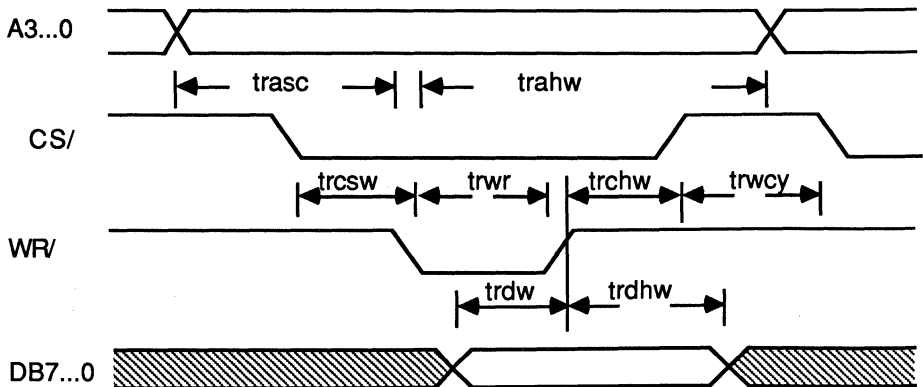 A3...0
trasc trahw
CS/
trcsw trwr trchw trwcy
WR/
trdw trdhw
DB7...0